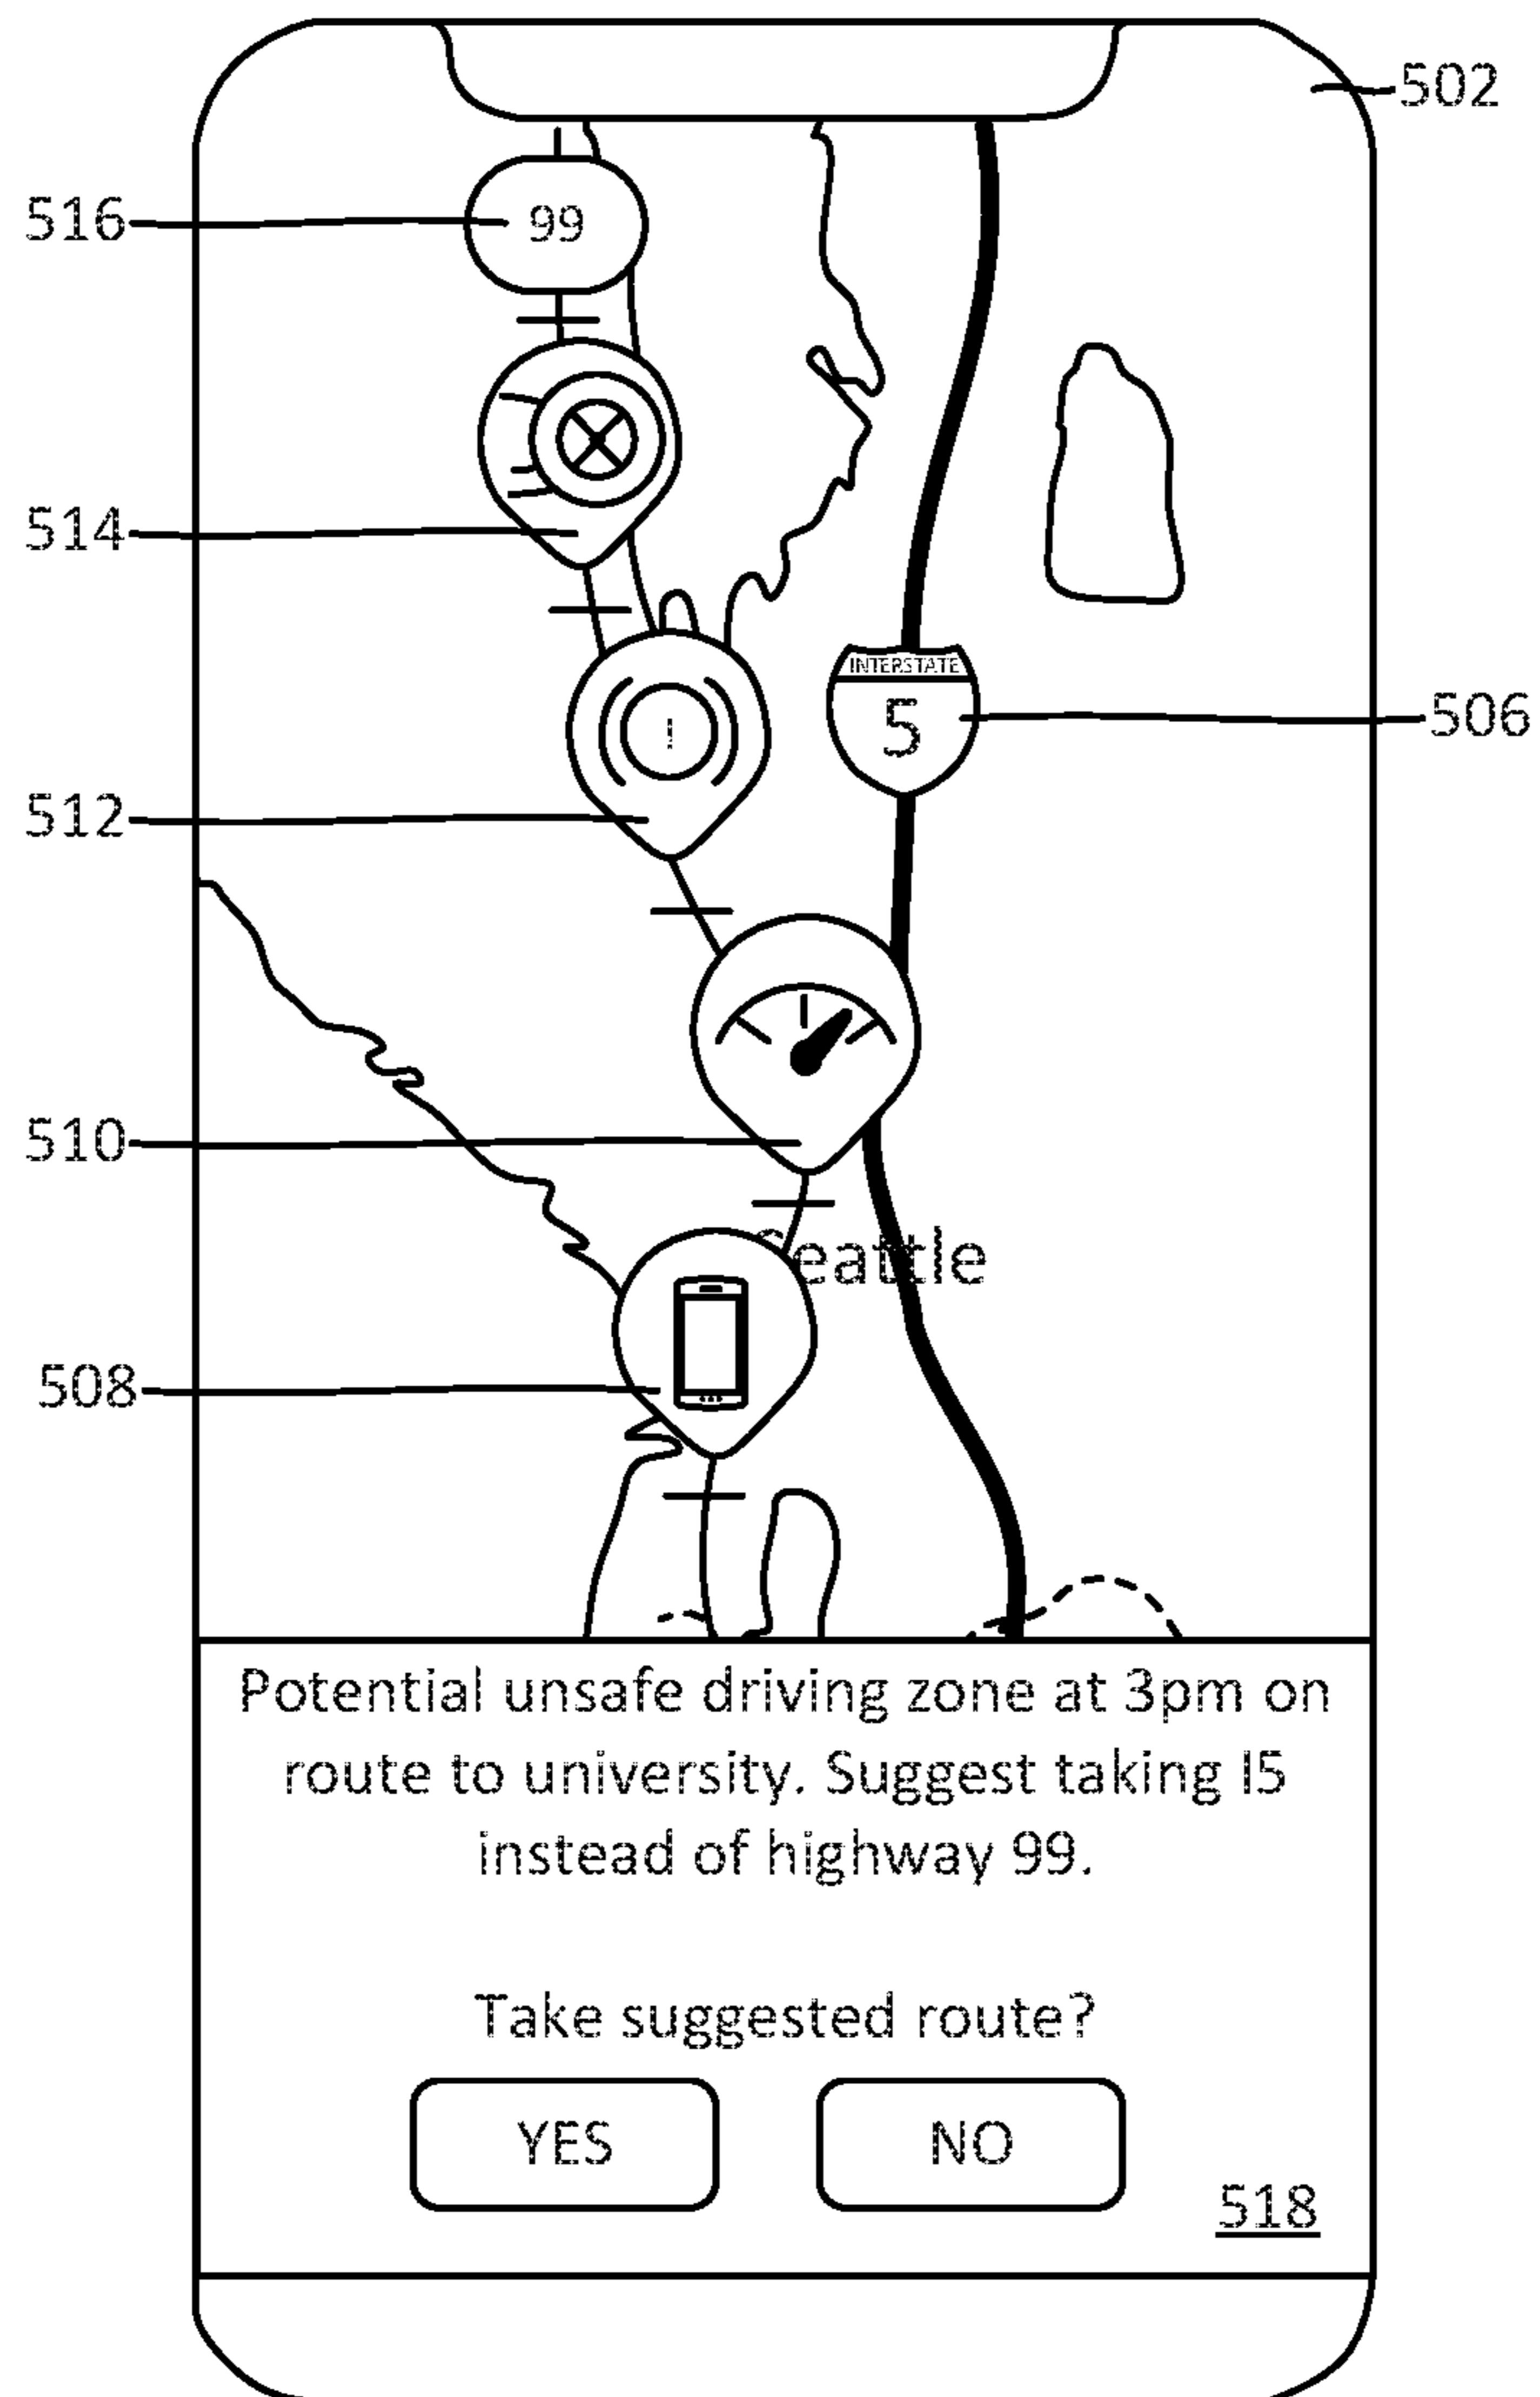 502
516
99
514
INTERSTATE
5
506
!
512
510
Seattle
508
Potential unsafe driving zone at 3pm on
route to university. Suggest taking I5
instead of highway 99.
Take suggested route?
YES
NO
518